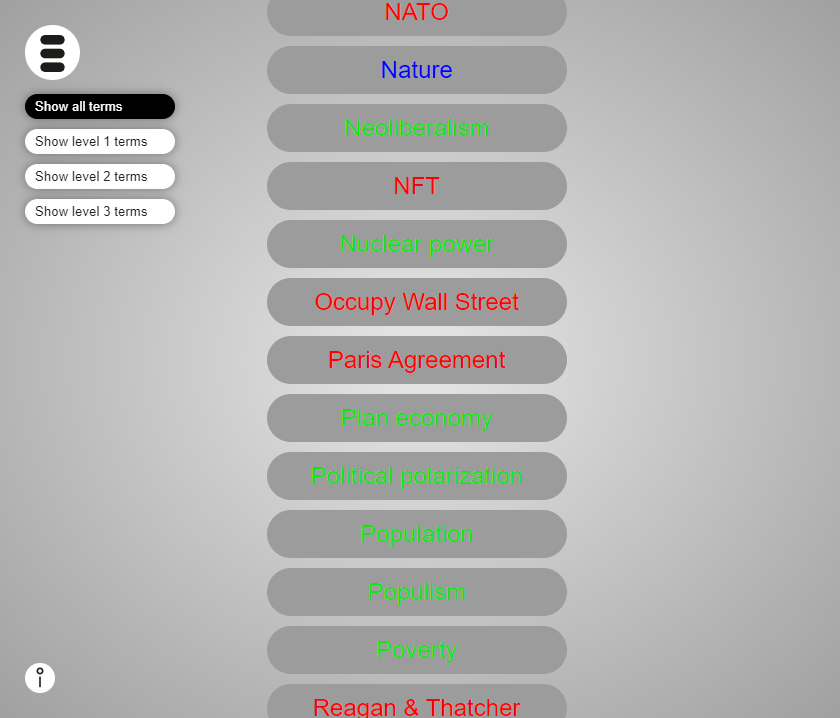 NATO
Nature
Show all terms
Neoliberalism
Show level 1 terms
Show level 2 terms
NFT
Show level 3 terms
Nuclear power
Occupy Wall Street
Paris Agreement
Plan economy
Political polarization
Population
Populism
Poverty
Reagan & Thatcher